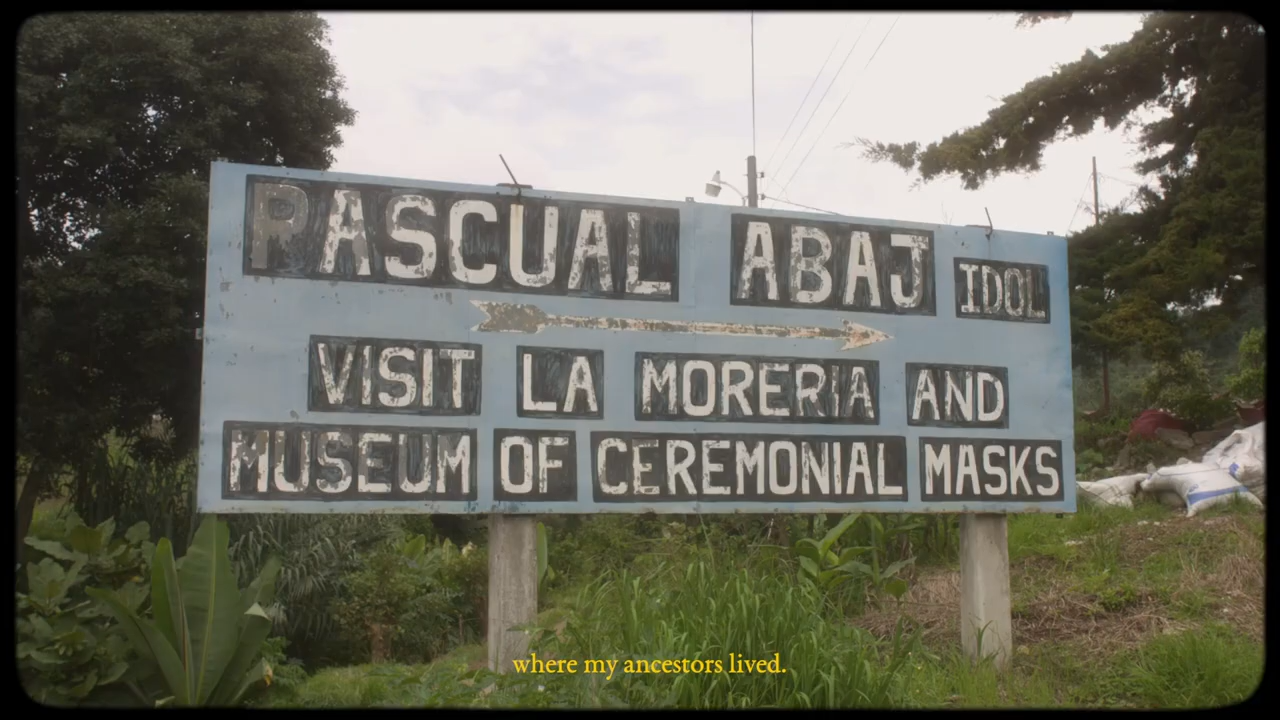 PASCUAL ABAJ IDOL
VISIT LA MORERIA AND
MUSEUM OF CEREMONIAL MASKS
where my ancestors lived.